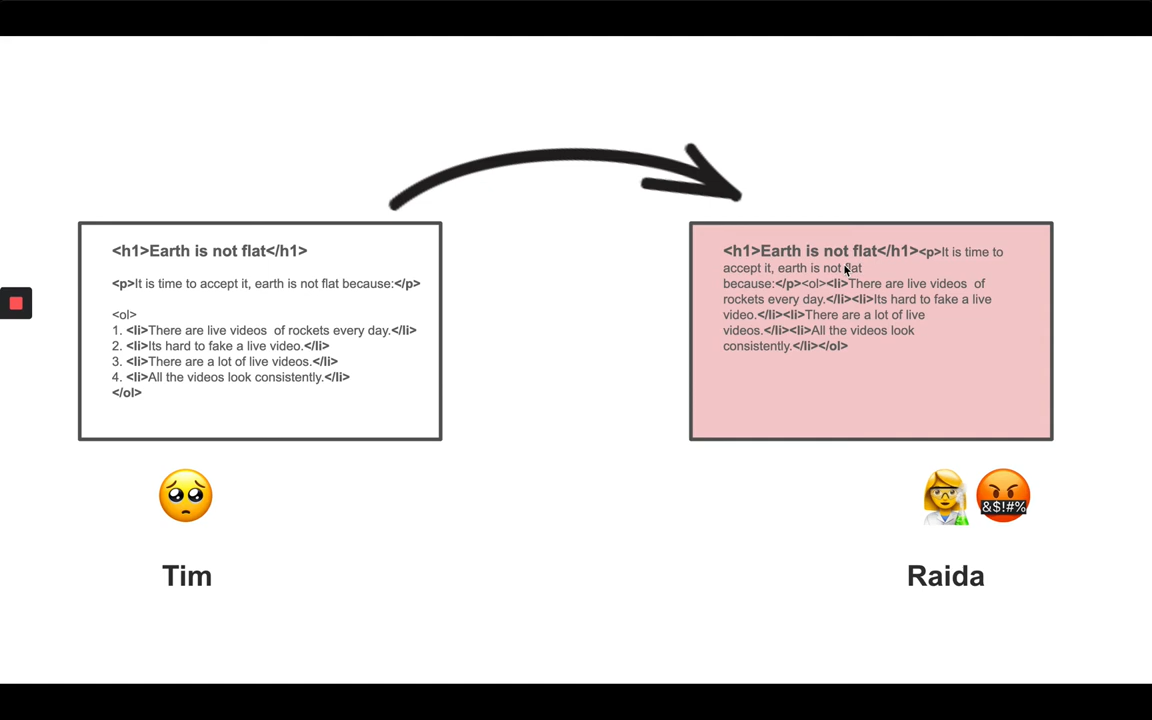 <h1>Earth is not flat</h1>
<p>It is time to accept it, earth is not flat because:</p>
<ol>
1. <li>There are live videos  of rockets every day.</li>
2. <li>Its hard to fake a live video.</li>
3. <li>There are a lot of live videos.</li>
4. <li>All the videos look consistently.</li>
</ol>
Tim
<h1>Earth is not flat</h1><p>It is time to
accept it, earth is not flat
because:</p><ol><li>There are live videos  of
rockets every day.</li><li>Its hard to fake a live
video.</li><li>There are a lot of live
videos.</li><li>All the videos look
consistently.</li></ol>
&$!#%
Raida